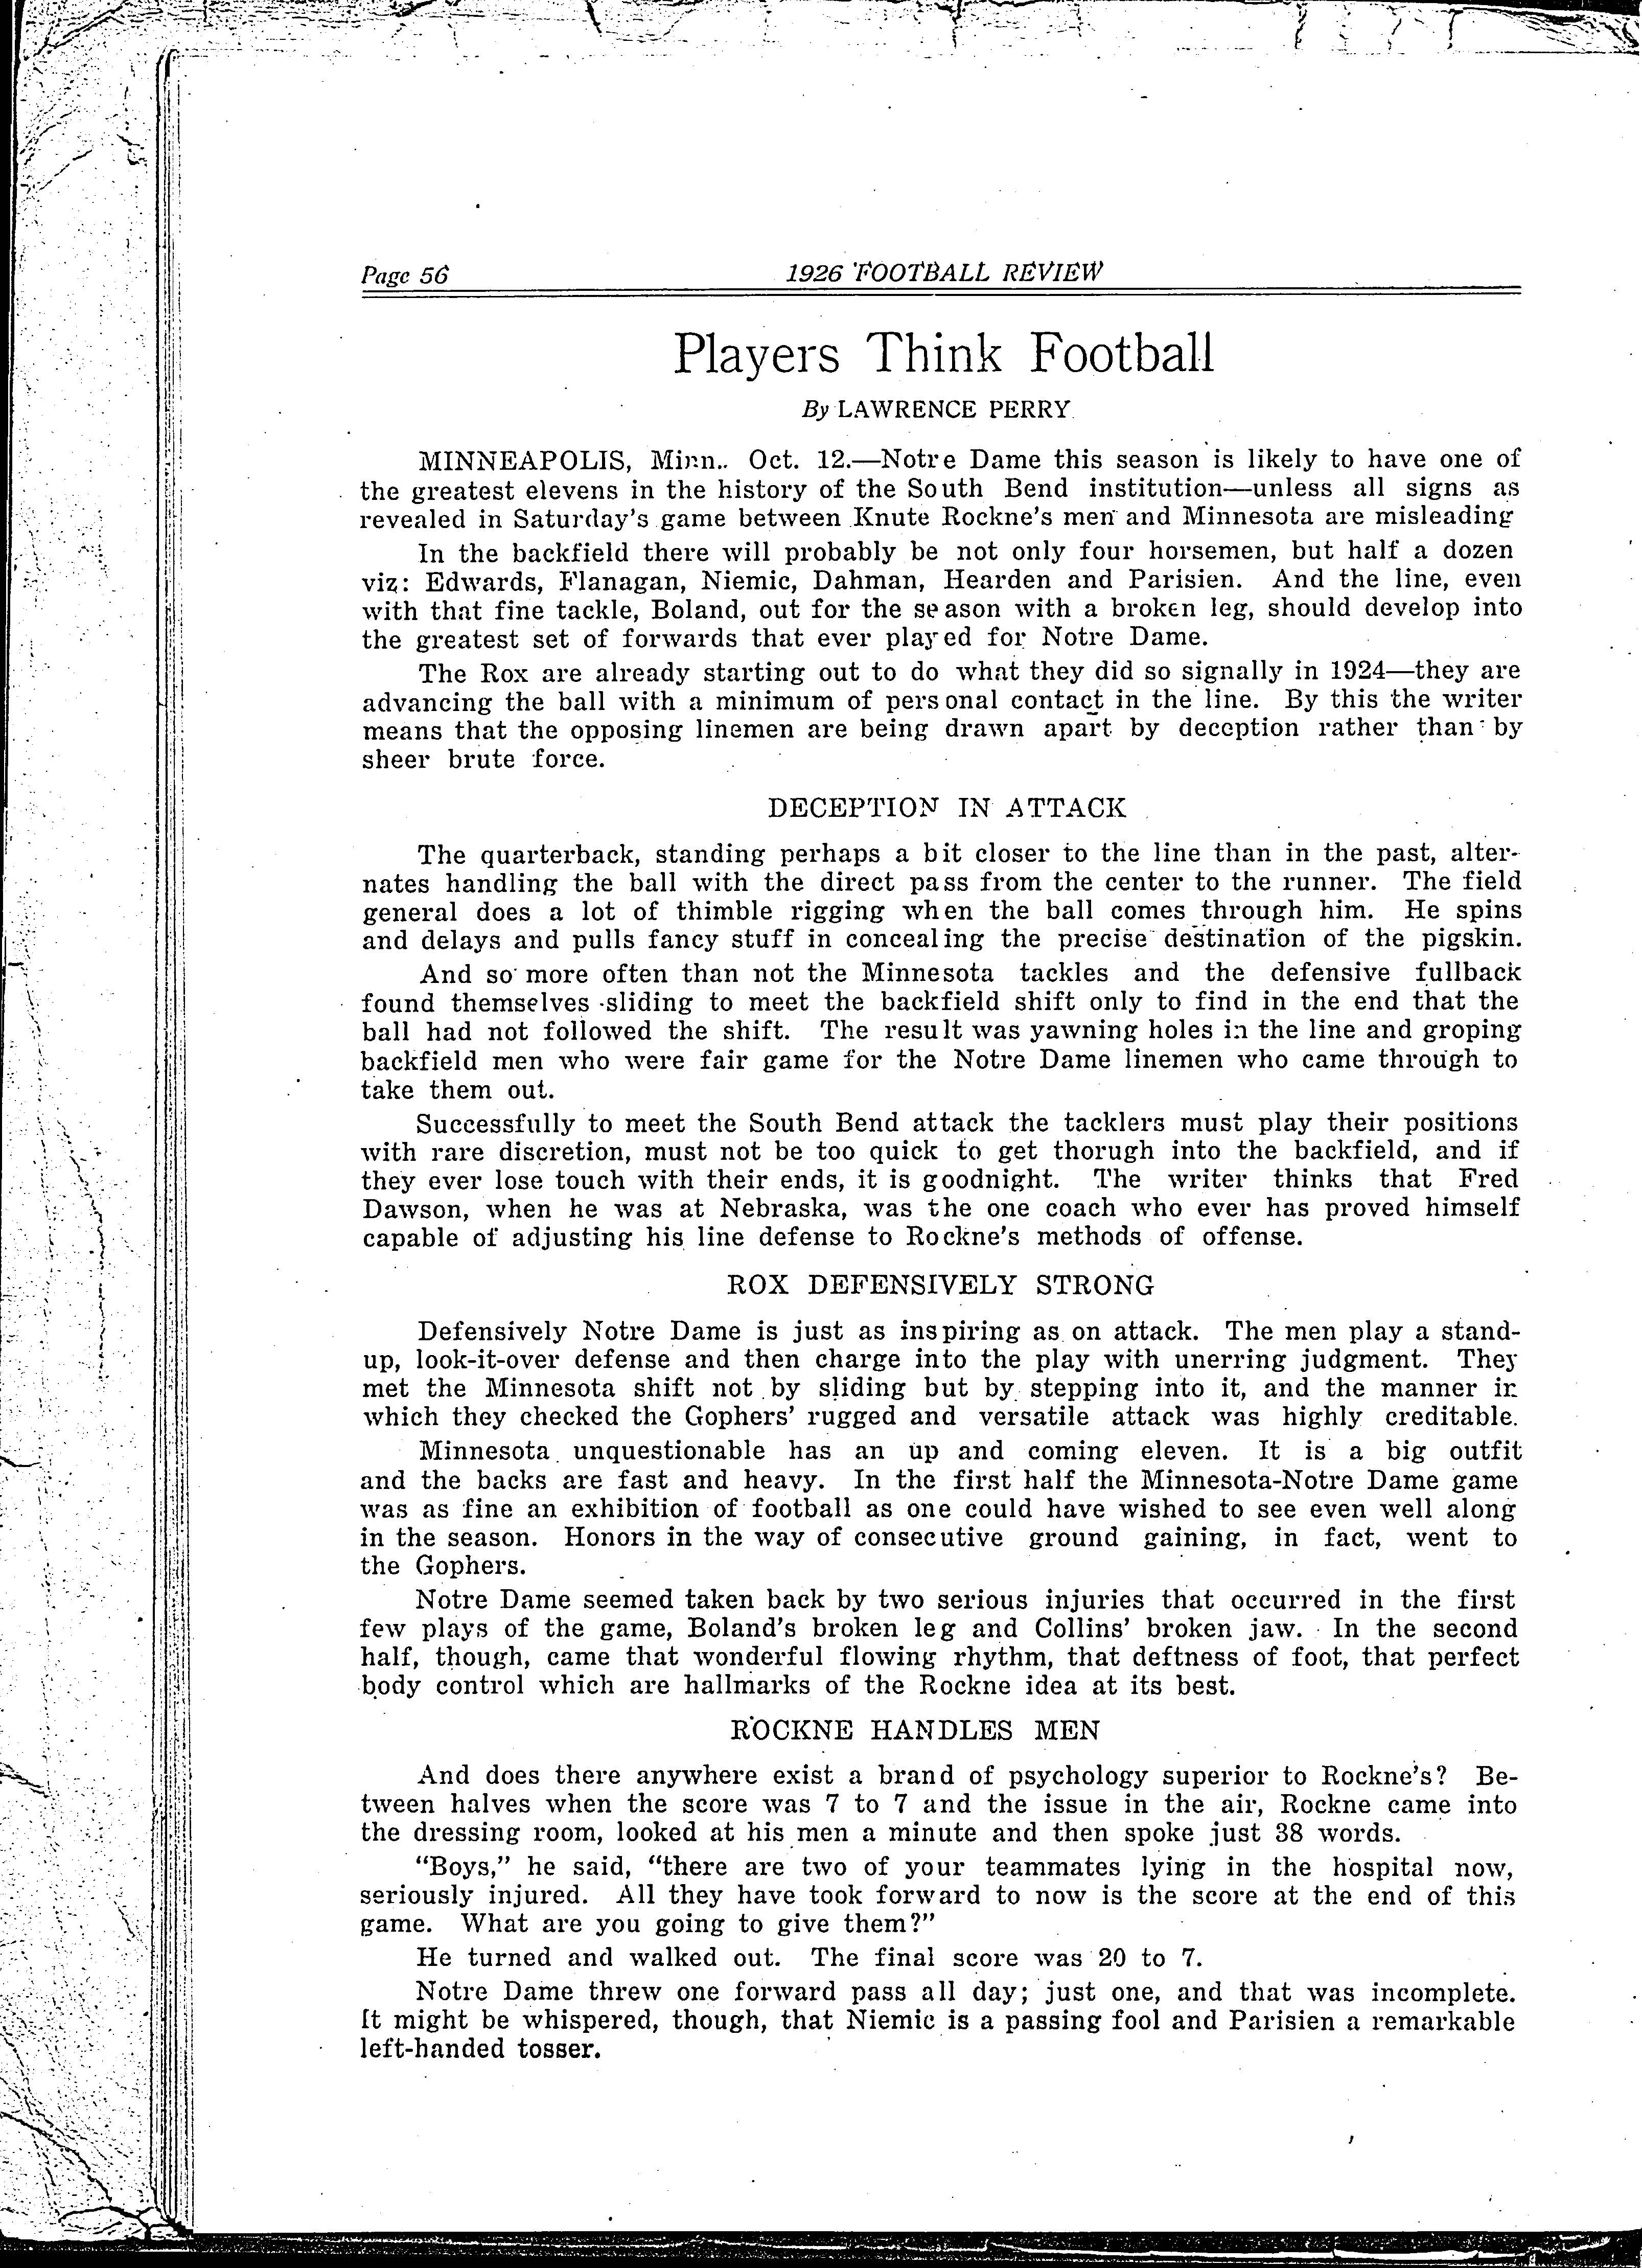 Page 56
1926 FOOTBALL REVIEW
Players Think Football
By LAWRENCE PERRY
MINNEAPOLIS, Minn.. Oct. 12.—Notre Dame this season is likely to have one of
the greatest elevens in the history of the South Bend institution—unless all signs as
revealed in Saturday's game between Knute Rockne's men and Minnesota are misleading
In the backfield there will probably be not only four horsemen, but half a dozen
viz: Edwards, Flanagan, Niemic, Dahman, Hearden and Parisien. And the line, even
with that fine tackle, Boland, out for the season with a broken leg, should develop into
the greatest set of forwards that ever played for Notre Dame.
The Rox are already starting out to do what they did so signally in 1924—they are
advancing the ball with a minimum of personal contact in the line. By this the writer
means that the opposing linemen are being drawn apart by deception rather than by
sheer brute force.
DECEPTION IN ATTACK
The quarterback, standing perhaps a bit closer to the line than in the past, alter-
nates handling the ball with the direct pass from the center to the runner. The field
general does a lot of thimble rigging when the ball comes through him. He spins
and delays and pulls fancy stuff in concealing the precise destination of the pigskin.
And so more often than not the Minnesota tackles and the defensive fullback
found themselves sliding to meet the backfield shift only to find in the end that the
ball had not followed the shift. The result was yawning holes in the line and groping
backfield men who were fair game for the Notre Dame linemen who came through to
take them out.
Successfully to meet the South Bend attack the tacklers must play their positions
with rare discretion, must not be too quick to get thorugh into the backfield, and if
they ever lose touch with their ends, it is goodnight. The writer thinks that Fred
Dawson, when he was at Nebraska, was the one coach who ever has proved himself
capable of adjusting his line defense to Rockne's methods of offense.
ROX DEFENSIVELY STRONG
Defensively Notre Dame is just as inspiring as on attack. The men play a stand-
up, look-it-over defense and then charge into the play with unerring judgment. They
met the Minnesota shift not by sliding but by stepping into it, and the manner in
which they checked the Gophers' rugged and versatile attack was highly creditable.
Minnesota unquestionable has an up and coming eleven. It is a big outfit
and the backs are fast and heavy. In the first half the Minnesota-Notre Dame game
was as fine an exhibition of football as one could have wished to see even well along
in the season. Honors in the way of consecutive ground gaining, in fact, went to
the Gophers.
Notre Dame seemed taken back by two serious injuries that occurred in the first
few plays of the game, Boland's broken leg and Collins' broken jaw. In the second
half, though, came that wonderful flowing rhythm, that deftness of foot, that perfect
body control which are hallmarks of the Rockne idea at its best.
ROCKNE HANDLES MEN
And does there anywhere exist a brand of psychology superior to Rockne's? Be-
tween halves when the score was 7 to 7 and the issue in the air, Rockne came into
the dressing room, looked at his men a minute and then spoke just 38 words.
"Boys," he said, "there are two of your teammates lying in the hospital now,
seriously injured. All they have took forward to now is the score at the end of this
game. What are you going to give them?"
He turned and walked out. The final score was 20 to 7.
Notre Dame threw one forward pass all day; just one, and that was incomplete.
It might be whispered, though, that Niemic is a passing fool and Parisien a remarkable
left-handed tosser.